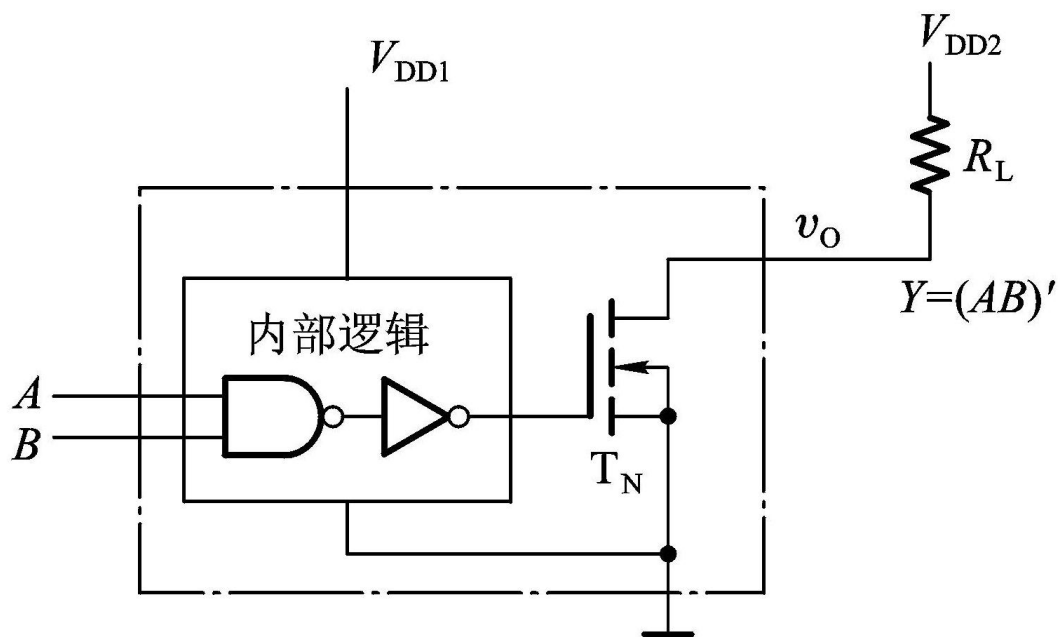 V_DD1
V_DD2
R_L
v_O
Y=(AB)′
内部逻辑
A
B
T_N